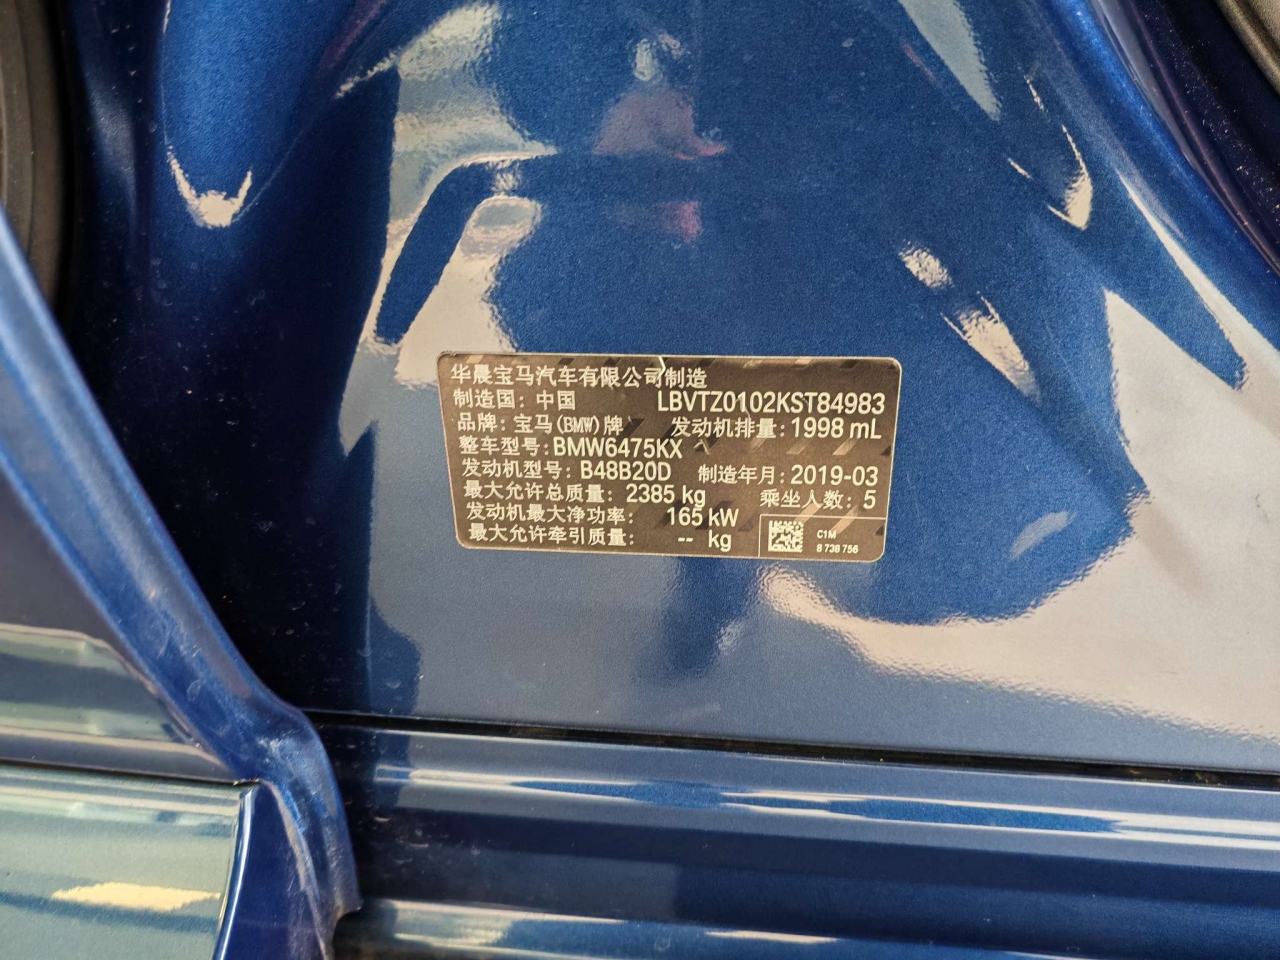 华晨宝马汽车有限公司制造
制造国：中国 LBVTZ0102KST84983
品牌：宝马(BMW)牌 发动机排量：1998 mL
整车型号：BMW6475KX
发动机型号：B48B20D 制造年月：2019-03
最大允许总质量：2385 kg 乘坐人数：5
发动机最大净功率：165 kW
最大允许牵引质量：-- kg
C1M
8 738 756